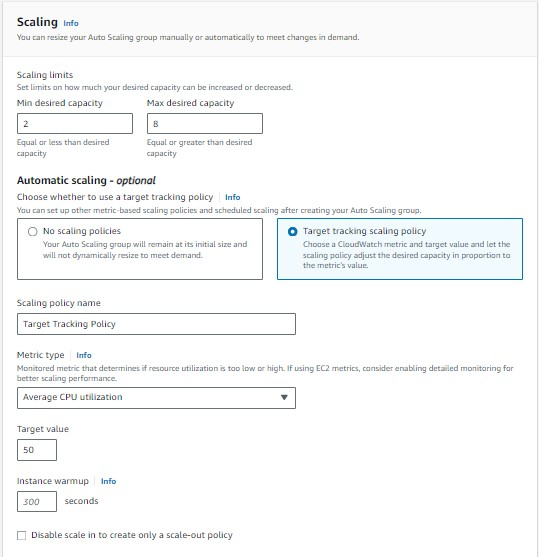 Scaling Info
You can resize your Auto Scaling group manually or automatically to meet changes in demand.
Scaling limits
Set limits on how much your desired capacity can be increased or decreased.
Min desired capacity
Max desired capacity
2
8
Equal or less than desired
capacity
Equal or greater than desired
capacity
Automatic scaling - optional
Choose whether to use a target tracking policy Info
You can set up other metric-based scaling policies and scheduled scaling after creating your Auto Scaling group.
No scaling policies
Your Auto Scaling group will remain at its initial size and
will not dynamically resize to meet demand.
Target tracking scaling policy
Choose a CloudWatch metric and target value and let the
scaling policy adjust the desired capacity in proportion to
the metric's value.
Scaling policy name
Target Tracking Policy
Metric type Info
Monitored metric that determines if resource utilization is too low or high. If using EC2 metrics, consider enabling detailed monitoring for
better scaling performance.
Average CPU utilization
Target value
50
Instance warmup Info
300 seconds
Disable scale in to create only a scale-out policy